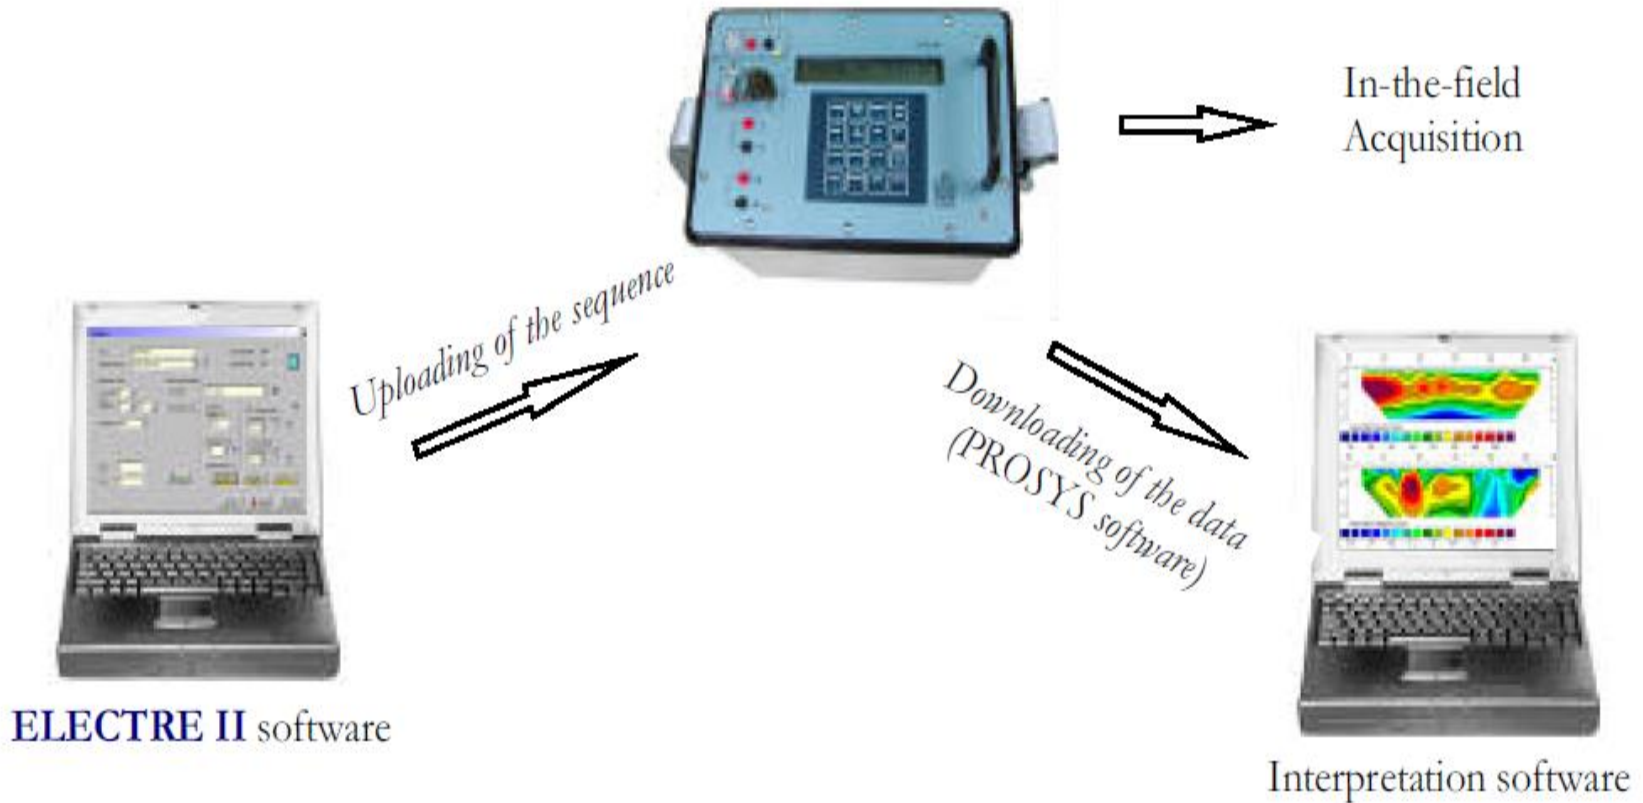 In-the-field
Acquisition
Uploading of the sequence
Downloading of the data
(PROSYS software)
ELECTRE II software
Interpretation software